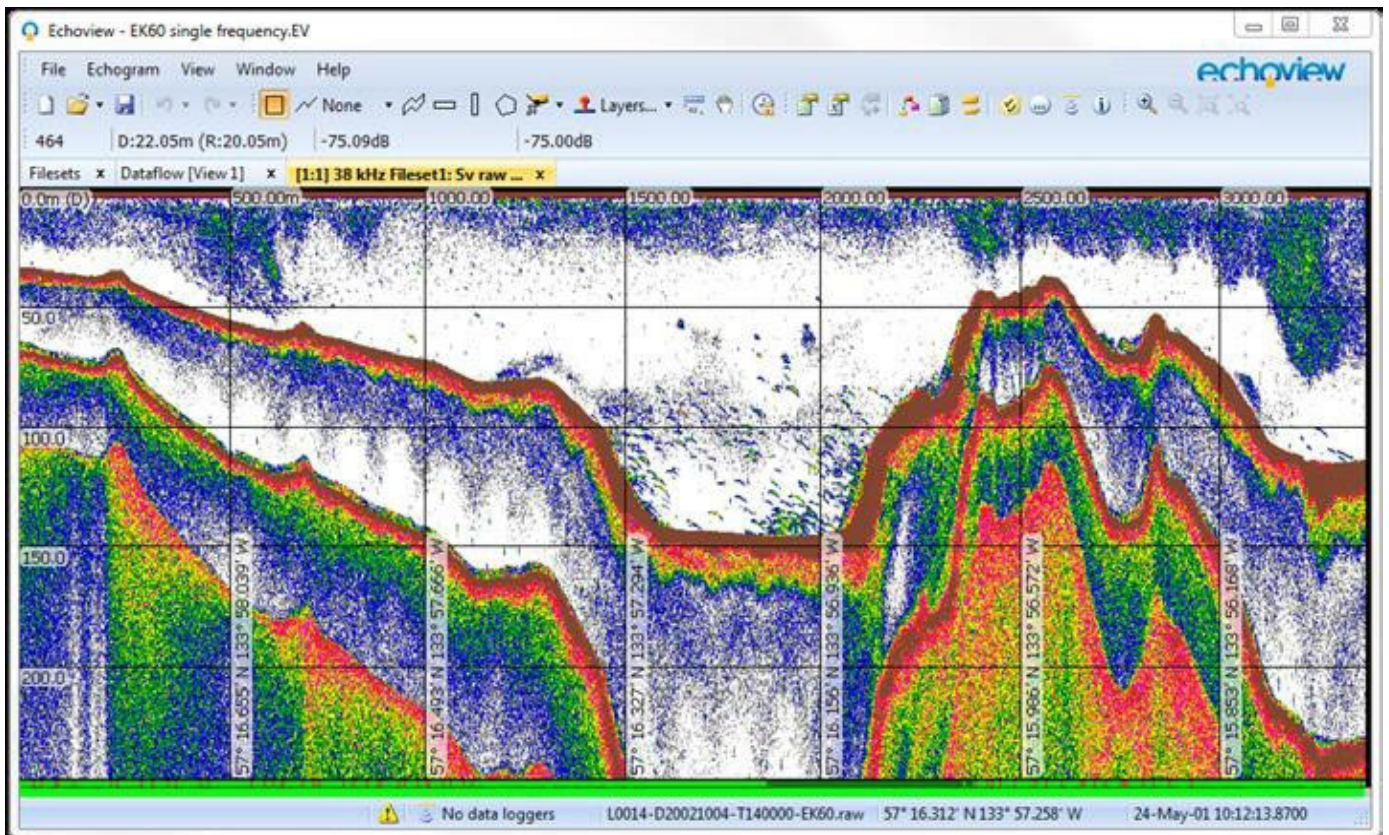 Echoview - EK60 single frequency.EV
File Echogram View Window Help
echoview
None Layers...
464 D:22.05m (R:20.05m) -75.09dB -75.00dB
Filesets x Dataflow [View 1] x [1:1] 38 kHz Fileset1: Sv raw ... x
0.0m (D) 500.00m 1000.00 1500.00 2000.00 2500.00 3000.00
50.0
100.0
150.0
200.0
57° 16.655' N 133° 58.039' W
57° 16.493' N 133° 57.666' W
57° 16.327' N 133° 57.294' W
57° 16.156' N 133° 56.936' W
57° 15.986' N 133° 56.572' W
57° 15.853' N 133° 56.168' W
No data loggers L0014-D20021004-T140000-EK60.raw 57° 16.312' N 133° 57.258' W 24-May-01 10:12:13.8700